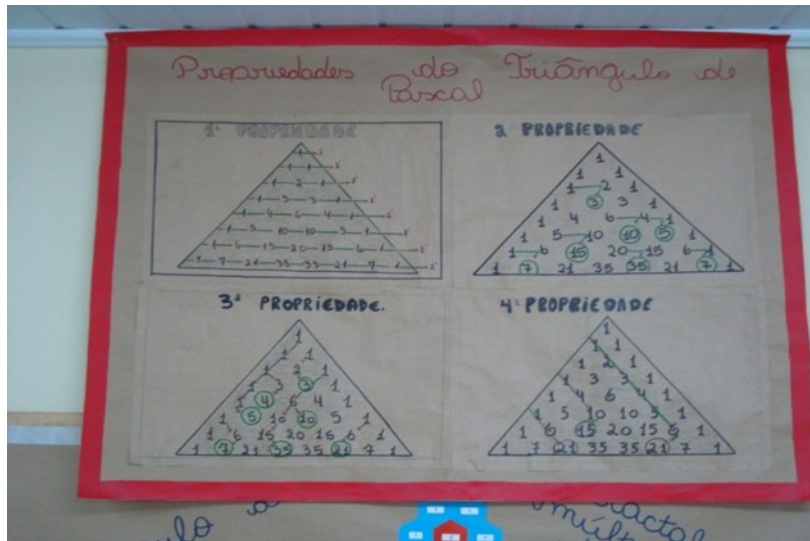 Propriedades do Triângulo de
Pascal
1ª PROPRIEDADE
1 2
1 1 2
1 2 1 2
1 3 3 1 2
1 4 6 4 1 2
1 5 10 10 5 1 2
1 6 15 20 15 6 1 2
1 7 21 35 35 21 7 1 2
2ª PROPRIEDADE
1
1 1
1 2 1
1 3 3 1
1 4 6 4 1
1 5 10 10 5 1
1 6 15 20 15 6 1
1 7 21 35 35 21 7 1
3ª PROPRIEDADE.
1
1 1
1 2 1
1 3 3 1
1 4 6 4 1
1 5 10 10 5 1
1 6 15 20 15 6 1
1 7 21 35 35 21 7 1
4ª PROPRIEDADE
1
1 1
1 2 1
1 3 3 1
1 4 6 4 1
1 5 10 10 5 1
1 6 15 20 15 6 1
1 7 21 35 35 21 7 1